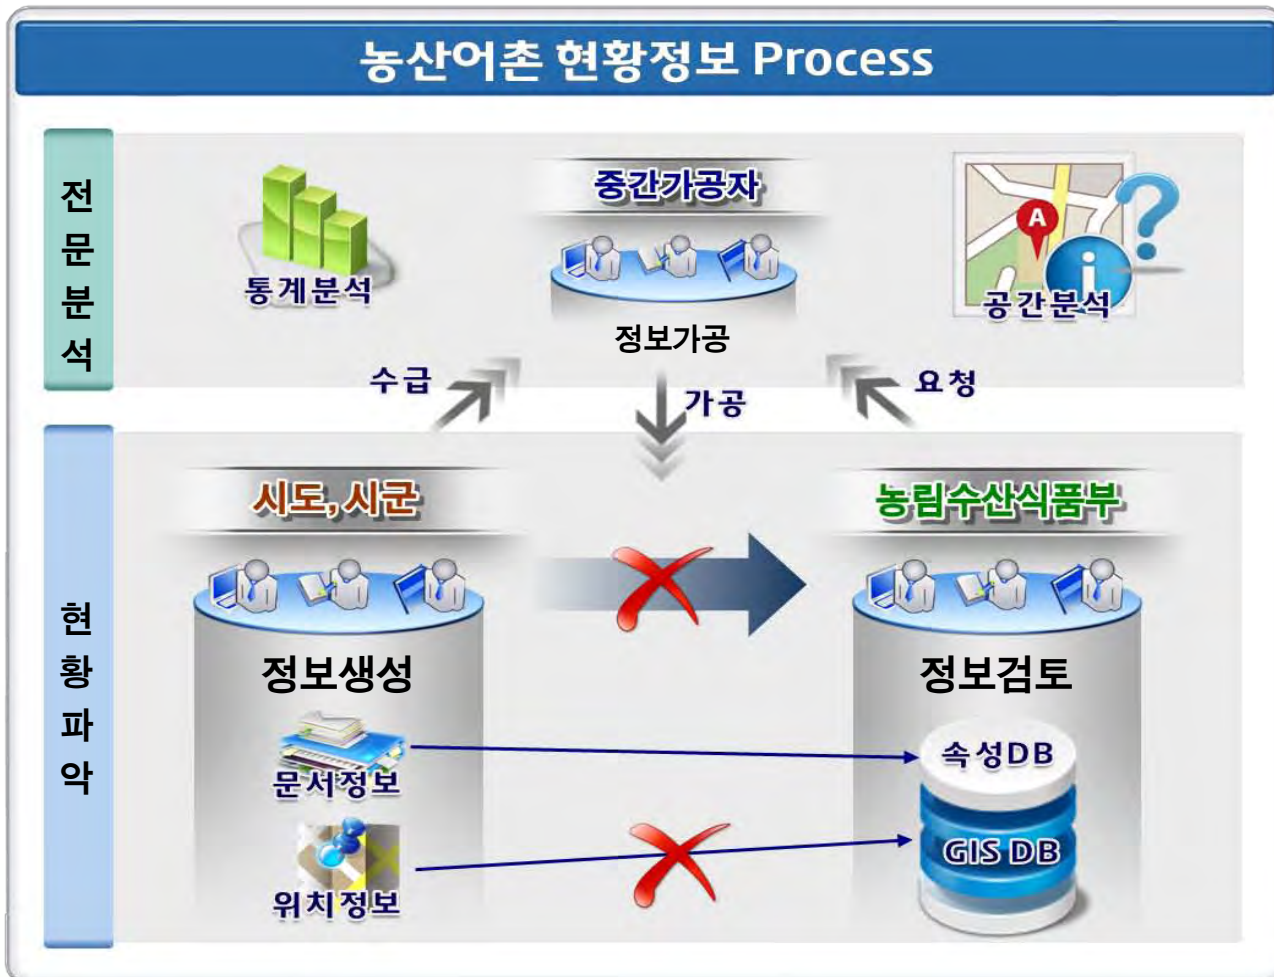 농산어촌 현황정보 Process
전문분석
중간가공자
통계분석
A
?
i
공간분석
정보가공
수급
가공
요청
현황파악
시도, 시군
농림수산식품부
정보생성
정보검토
문서정보
속성DB
GIS DB
위치정보